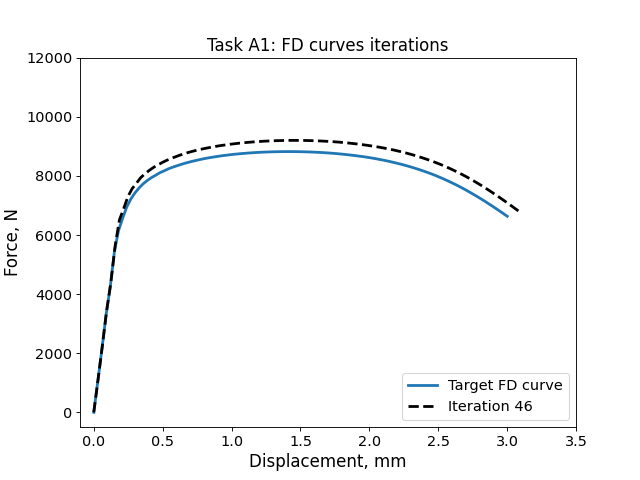 Task A1: FD curves iterations
12000
10000
8000
6000
4000
2000
0
Force, N
Target FD curve
Iteration 46
0.0 0.5 1.0 1.5 2.0 2.5 3.0 3.5
Displacement, mm